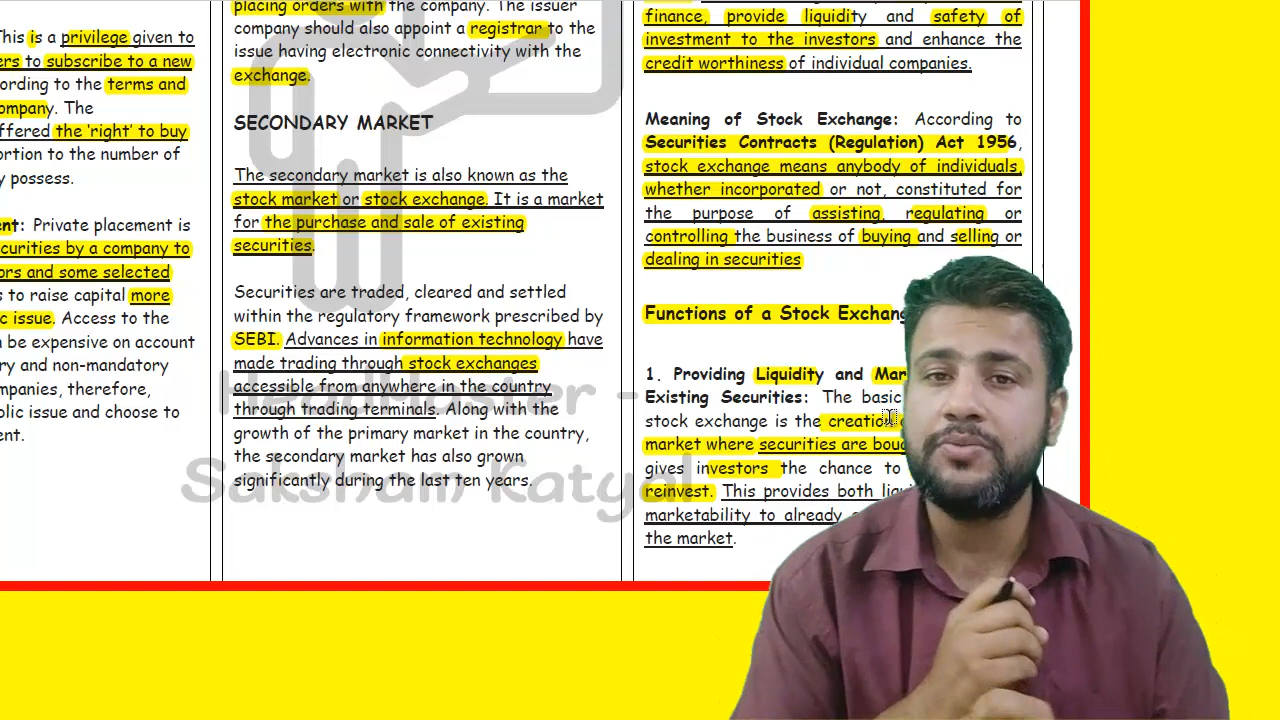 This is a privilege given to
ers to subscribe to a new
ording to the terms and
ompany. The
ffered the ‘right’ to buy
ortion to the number of
y possess.
ent: Private placement is
ecurities by a company to
ors and some selected
s to raise capital more
c issue. Access to the
n be expensive on account
ry and non-mandatory
ompanies, therefore,
olic issue and choose to
ent.
placing orders with the company. The issuer
company should also appoint a registrar to the
issue having electronic connectivity with the
exchange.
SECONDARY MARKET
The secondary market is also known as the
stock market or stock exchange. It is a market
for the purchase and sale of existing
securities.
Securities are traded, cleared and settled
within the regulatory framework prescribed by
SEBI. Advances in information technology have
made trading through stock exchanges
accessible from anywhere in the country
through trading terminals. Along with the
growth of the primary market in the country,
the secondary market has also grown
significantly during the last ten years.
finance, provide liquidity and safety of
investment to the investors and enhance the
credit worthiness of individual companies.
Meaning of Stock Exchange: According to
Securities Contracts (Regulation) Act 1956,
stock exchange means anybody of individuals,
whether incorporated or not, constituted for
the purpose of assisting, regulating or
controlling the business of buying and selling or
dealing in securities
Functions of a Stock Exchang
1. Providing Liquidity and Mar
Existing Securities: The basic
stock exchange is the creation
market where securities are boug
gives investors the chance to
reinvest. This provides both liq
marketability to already
the market.
HeadMaster -
Saksham Katyal